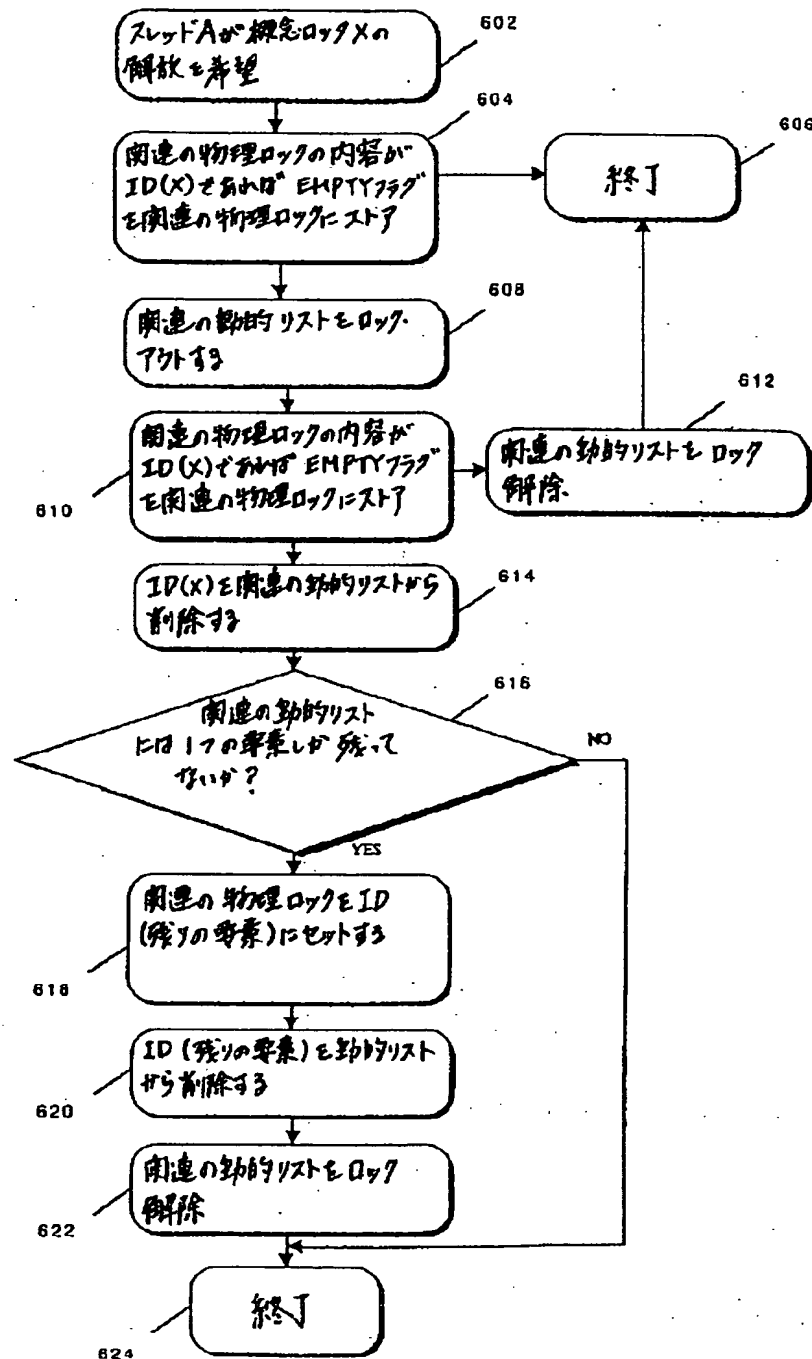 スレッドAが概念ロックXの
解放を希望
602
604
関連の物理ロックの内容が
ID(X)であれば EMPTYフラグ
を関連の物理ロックにストア
606
終了
608
関連の動的リストをロック・
アウトする
612
関連の物理ロックの内容が
ID(X)であれば EMPTYフラグ
を関連の物理ロックにストア
610
関連の動的リストをロック
解除
ID(X)を関連の動的リストから
削除する
614
616
関連の動的リスト
には1つの要素しか残って
ないか?
NO
YES
関連の物理ロックをID
(残りの要素)にセットする
618
ID(残りの要素)を動的リスト
から削除する
620
関連の動的リストをロック
解除
622
終了
624